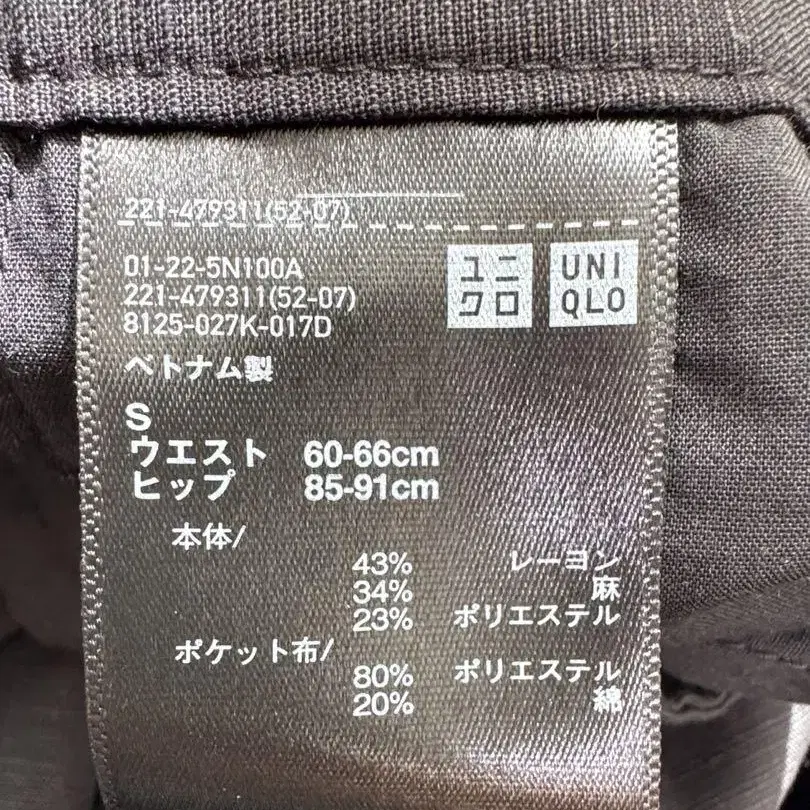 221-479311(52-07)
01-22-5N100A
221-479311(52-07)
8125-027K-017D
ユニ
クロ
UNI
QLO
ベトナム製
S
ウエスト 60-66cm
ヒップ 85-91cm
本体/
43% レーヨン
34% 麻
23% ポリエステル
ポケット布/
80% ポリエステル
20% 綿